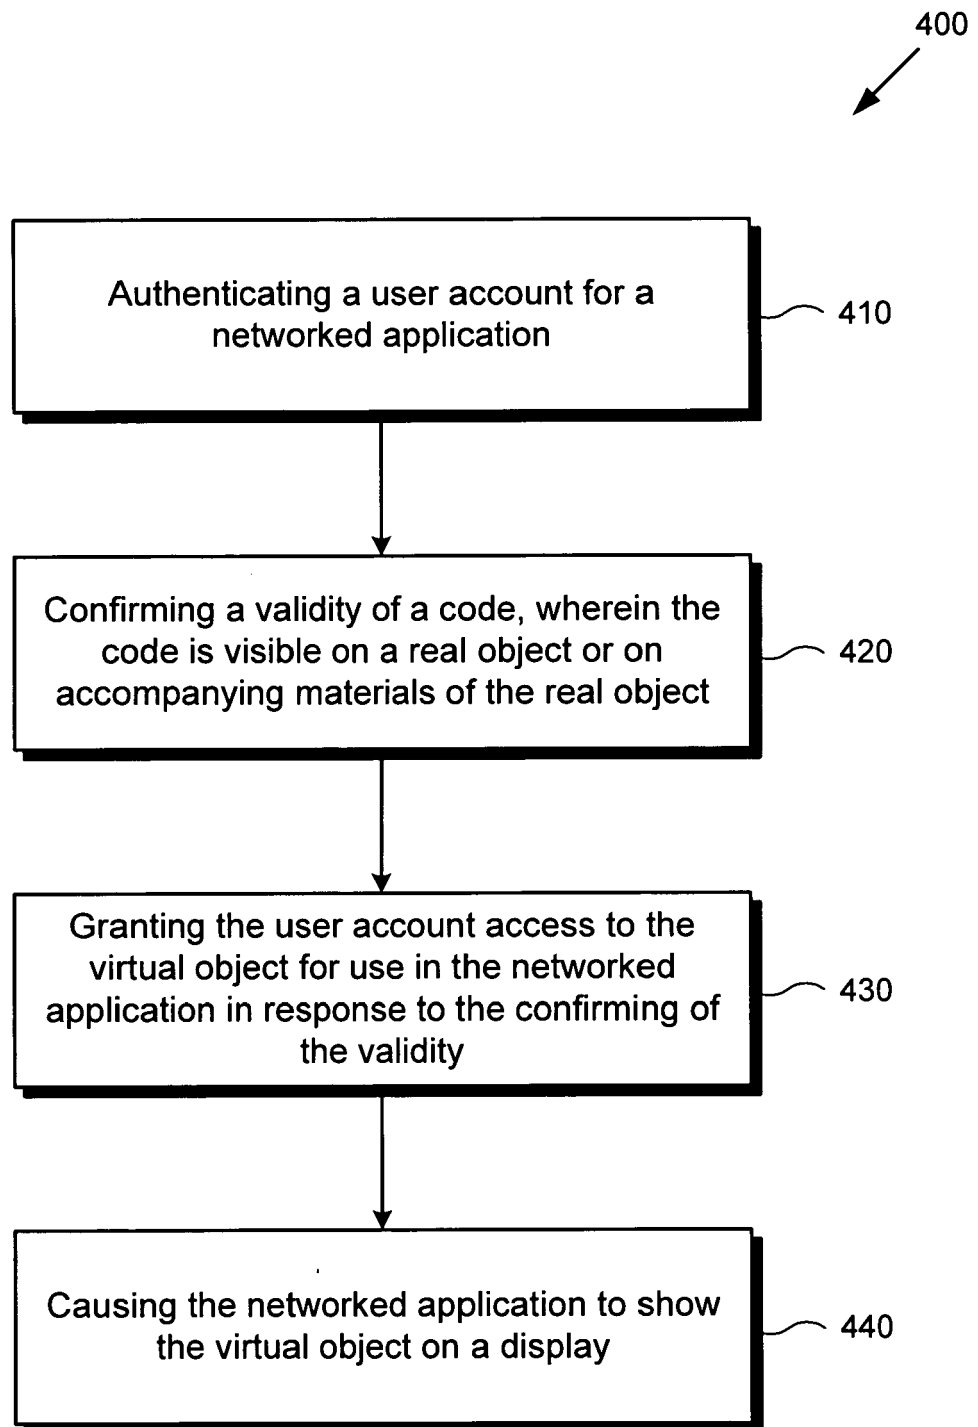 400
Authenticating a user account for a
networked application
410
Confirming a validity of a code, wherein the
code is visible on a real object or on
accompanying materials of the real object
420
Granting the user account access to the
virtual object for use in the networked
application in response to the confirming of
the validity
430
Causing the networked application to show
the virtual object on a display
440